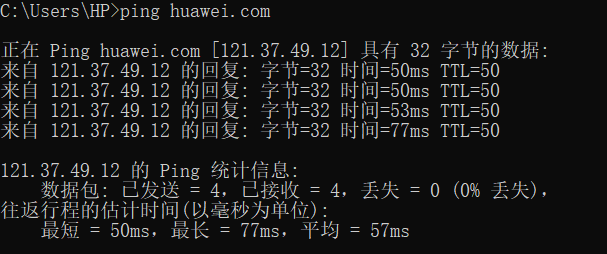 C:\Users\HP>ping huawei.com
正在 Ping huawei.com [121.37.49.12] 具有 32 字节的数据:
来自 121.37.49.12 的回复: 字节=32 时间=50ms TTL=50
来自 121.37.49.12 的回复: 字节=32 时间=50ms TTL=50
来自 121.37.49.12 的回复: 字节=32 时间=53ms TTL=50
来自 121.37.49.12 的回复: 字节=32 时间=77ms TTL=50
121.37.49.12 的 Ping 统计信息:
数据包: 已发送 = 4，已接收 = 4，丢失 = 0 (0% 丢失)，
往返行程的估计时间(以毫秒为单位):
最短 = 50ms，最长 = 77ms，平均 = 57ms